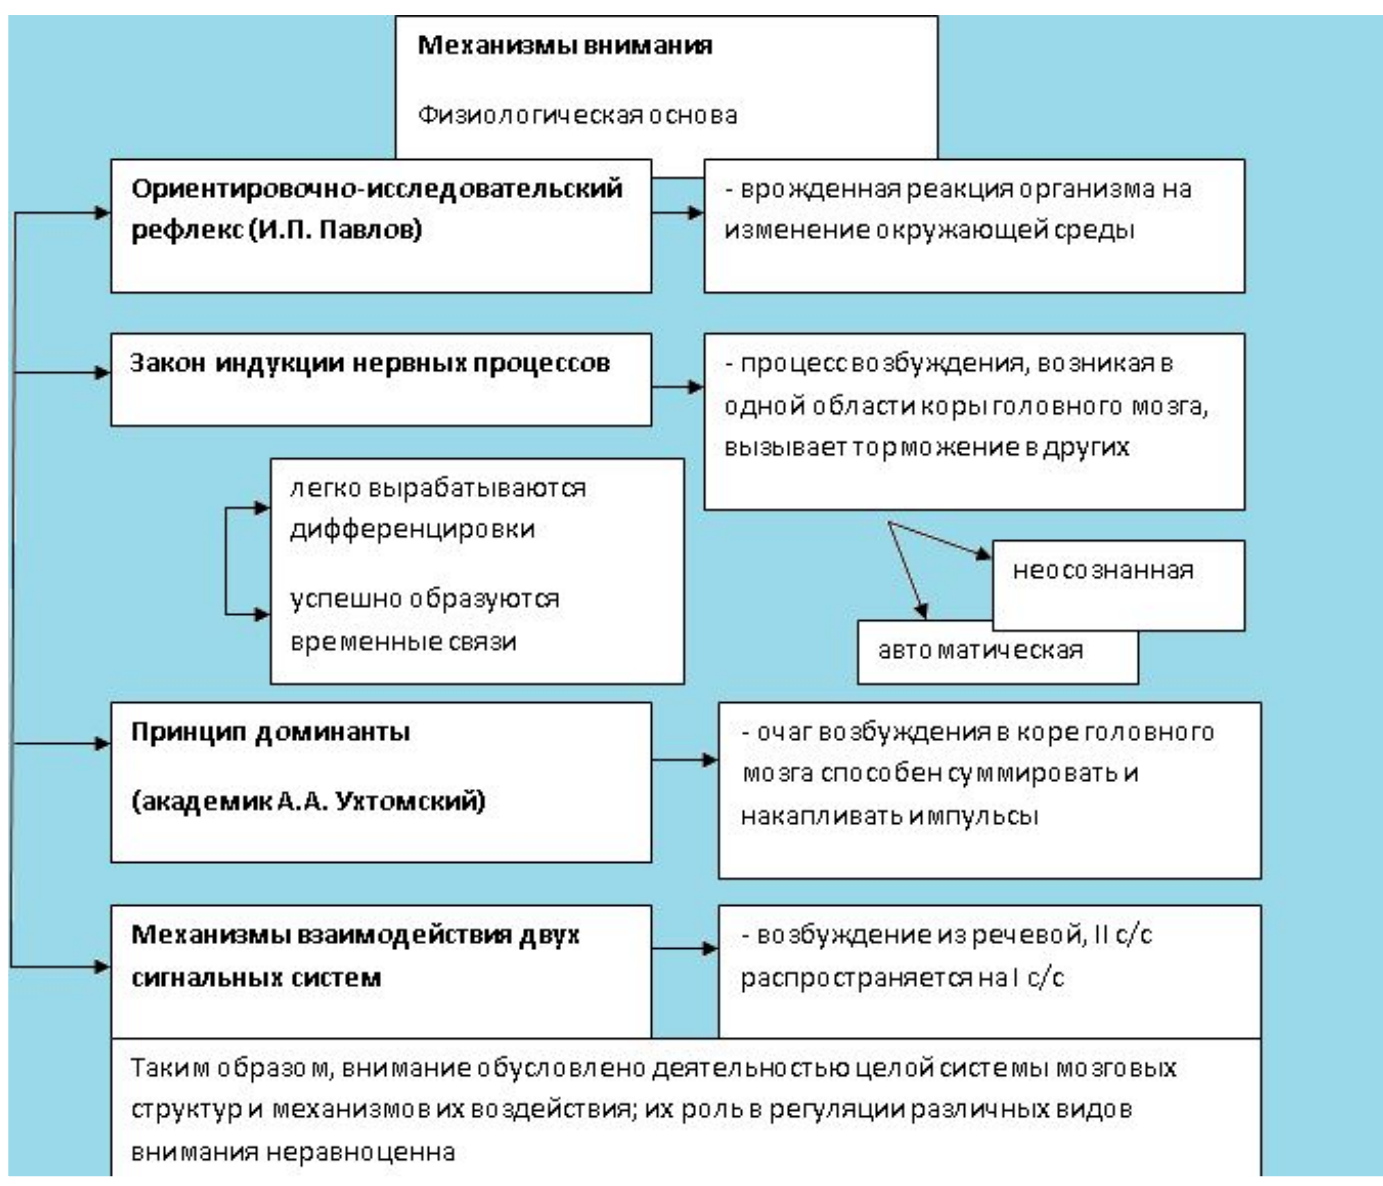 Механизмы внимания
Физиологическая основа
Ориентировочно-исследовательский
рефлекс (И.П. Павлов)
- врожденная реакция организма на
изменение окружающей среды
Закон индукции нервных процессов
- процесс возбуждения, возникая в
одной области коры головного мозга,
вызывает торможение в других
легко вырабатываются
дифференцировки
успешно образуются
временные связи
неосознанная
автоматическая
Принцип доминанты
(академик А.А. Ухтомский)
- очаг возбуждения в коре головного
мозга способен суммировать и
накапливать импульсы
Механизмы взаимодействия двух
сигнальных систем
- возбуждение из речевой, II с/с
распространяется на I с/с
Таким образом, внимание обусловлено деятельностью целой системы мозговых
структур и механизмов их воздействия; их роль в регуляции различных видов
внимания неравноценна